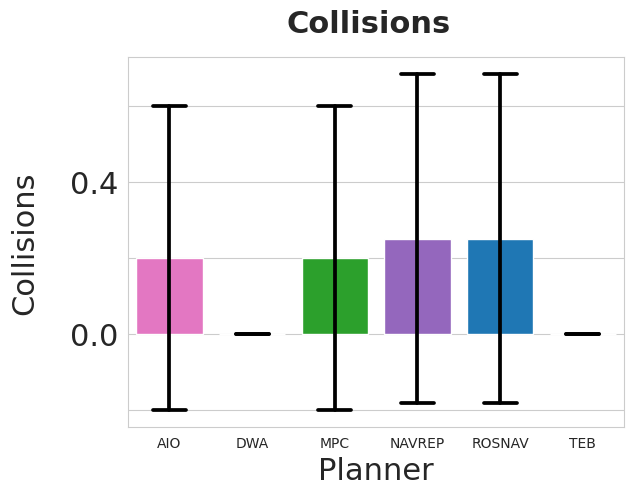 Collisions
Collisions
0.4
0.0
AIO DWA MPC NAVREP ROSNAV TEB
Planner